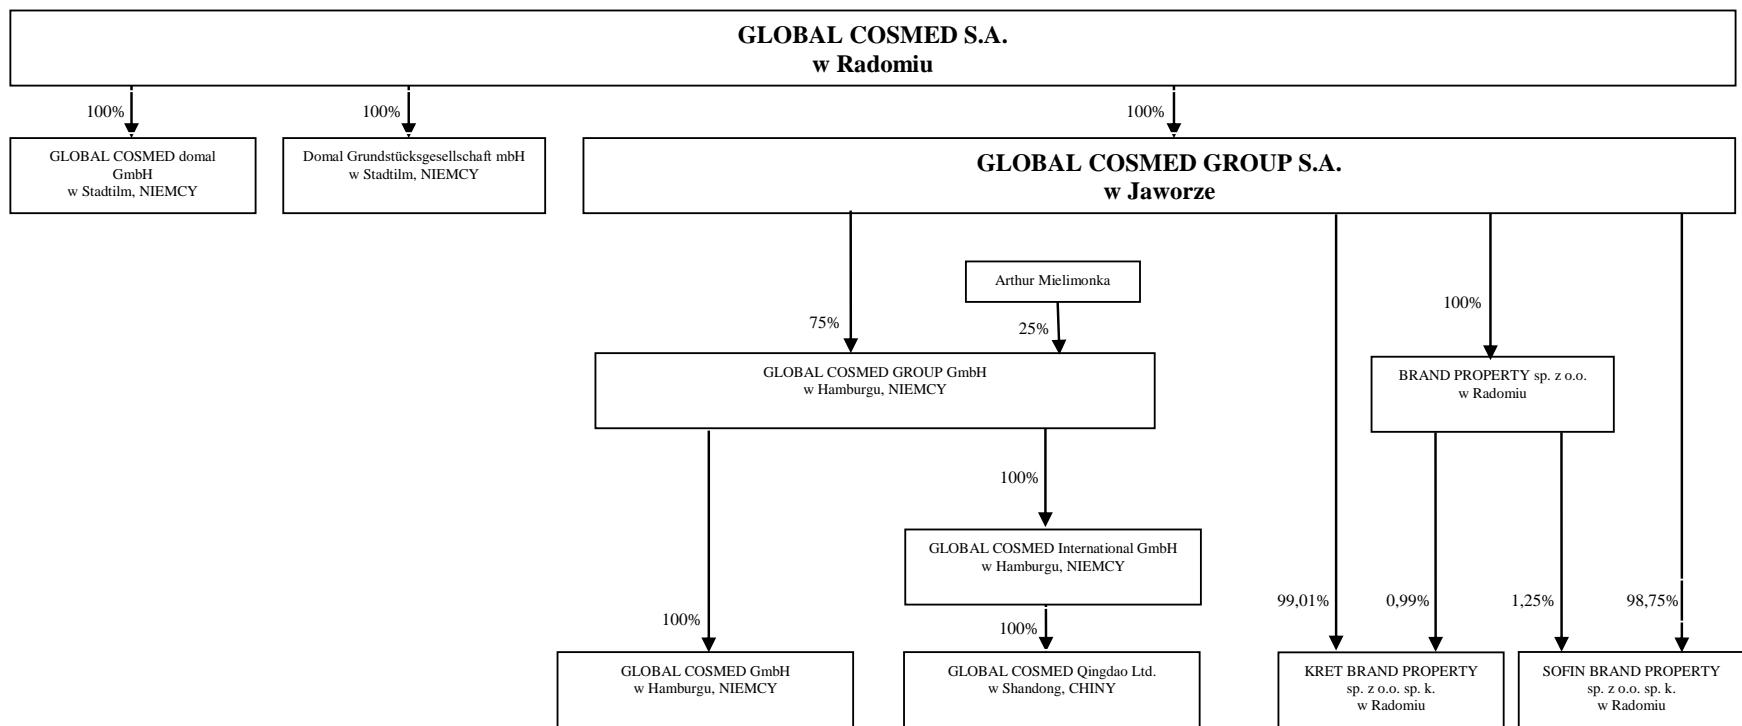 GLOBAL COSMED S.A.
w Radomiu
100%
100%
100%
GLOBAL COSMED domal
GmbH
w Stadtilm, NIEMCY
Domal Grundstücksgesellschaft mbH
w Stadtilm, NIEMCY
GLOBAL COSMED GROUP S.A.
w Jaworze
Arthur Mielimonka
75%
25%
100%
GLOBAL COSMED GROUP GmbH
w Hamburgu, NIEMCY
BRAND PROPERTY sp. z o.o.
w Radomiu
100%
GLOBAL COSMED International GmbH
w Hamburgu, NIEMCY
99,01%
0,99%
1,25%
98,75%
100%
100%
GLOBAL COSMED GmbH
w Hamburgu, NIEMCY
GLOBAL COSMED Qingdao Ltd.
w Shandong, CHINY
KRET BRAND PROPERTY
sp. z o.o. sp. k.
w Radomiu
SOFIN BRAND PROPERTY
sp. z o.o. sp. k.
w Radomiu